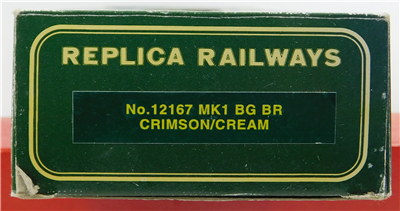 REPLICA RAILWAYS
No.12167 MK1 BG BR
CRIMSON/CREAM